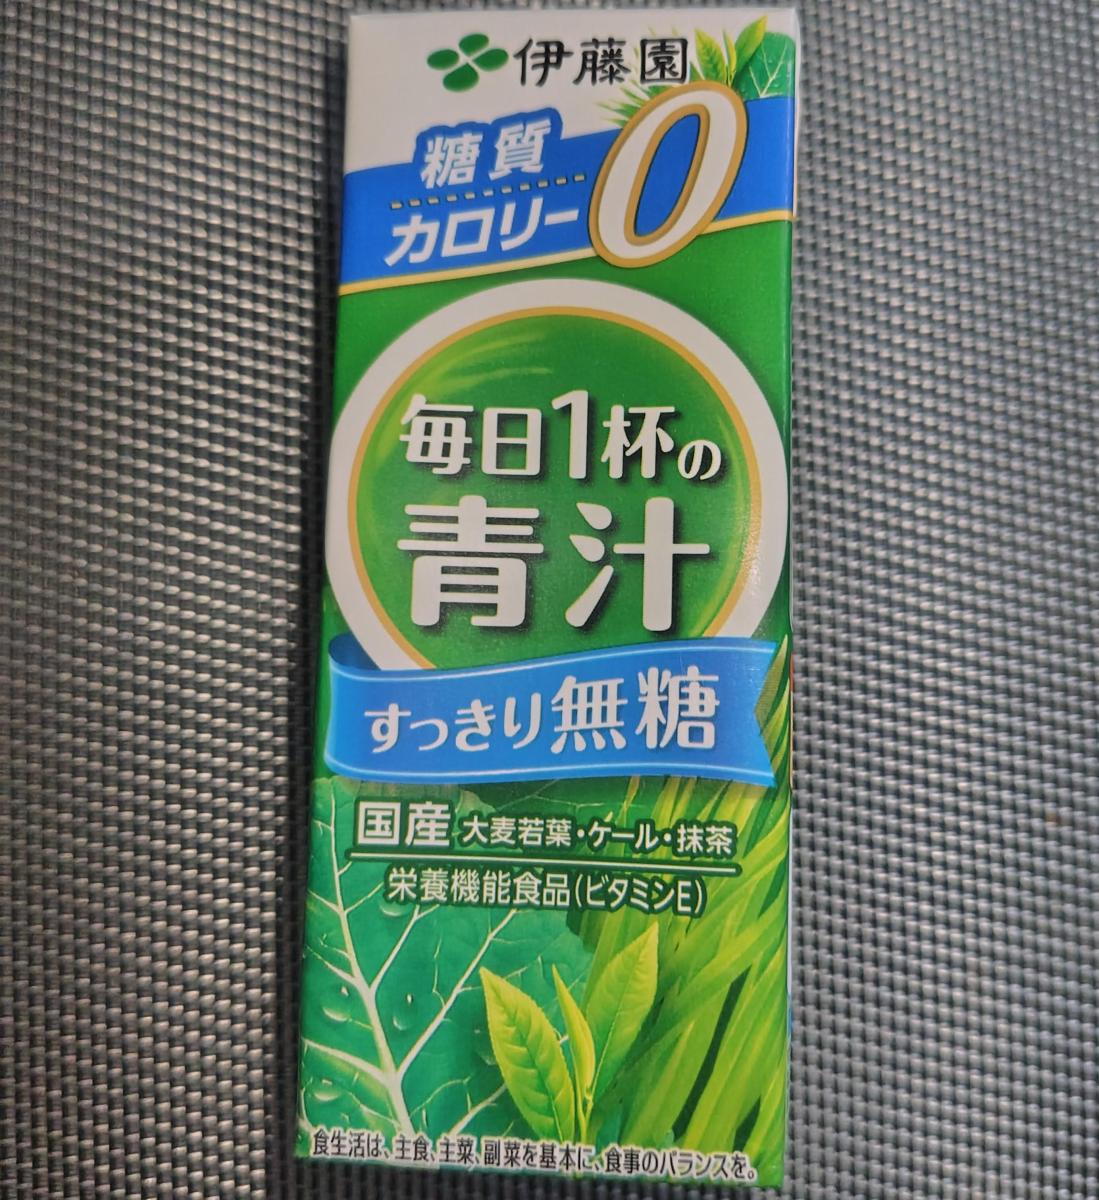 伊藤園
糖質
カロリー0
毎日1杯の
青汁
すっきり無糖
国産 大麦若葉・ケール・抹茶
栄養機能食品(ビタミンE)
食生活は、主食、主菜、副菜を基本に、食事のバランスを。